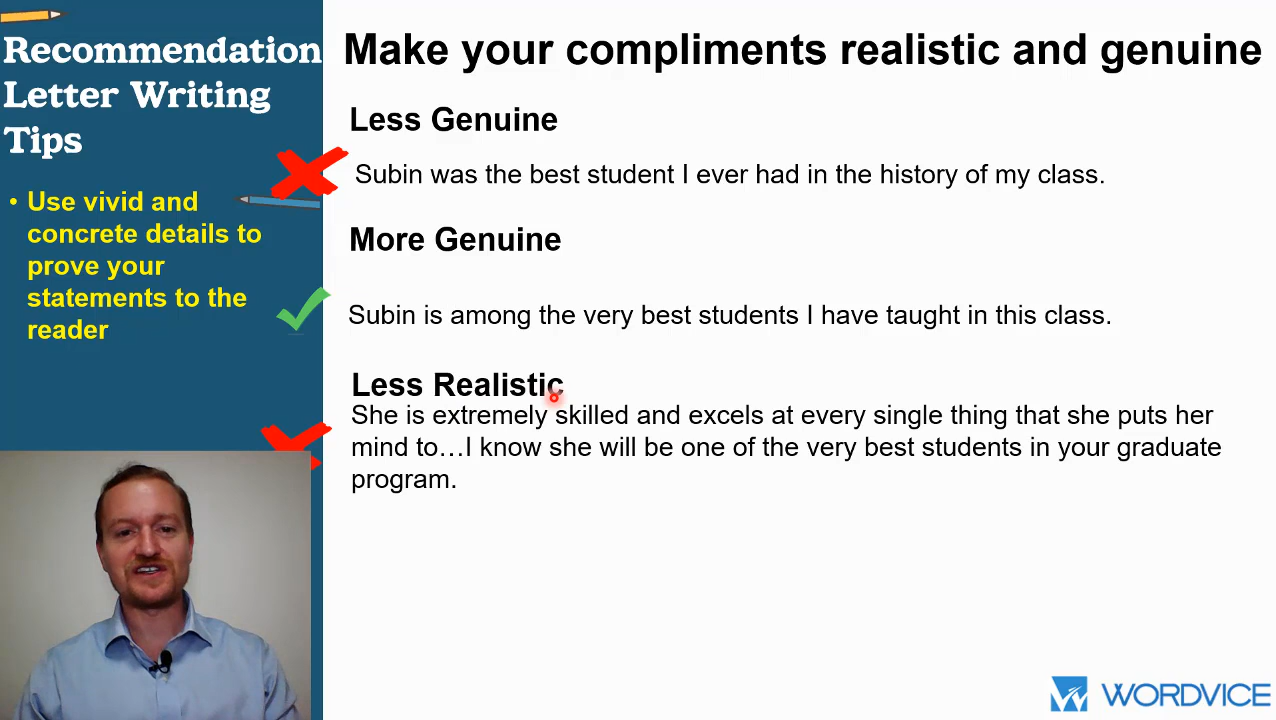 Recommendation
Letter Writing
Tips
• Use vivid and
concrete details to
prove your
statements to the
reader
Make your compliments realistic and genuine
Less Genuine
Subin was the best student I ever had in the history of my class.
More Genuine
Subin is among the very best students I have taught in this class.
Less Realistic
She is extremely skilled and excels at every single thing that she puts her
mind to…I know she will be one of the very best students in your graduate
program.
WORDVICE